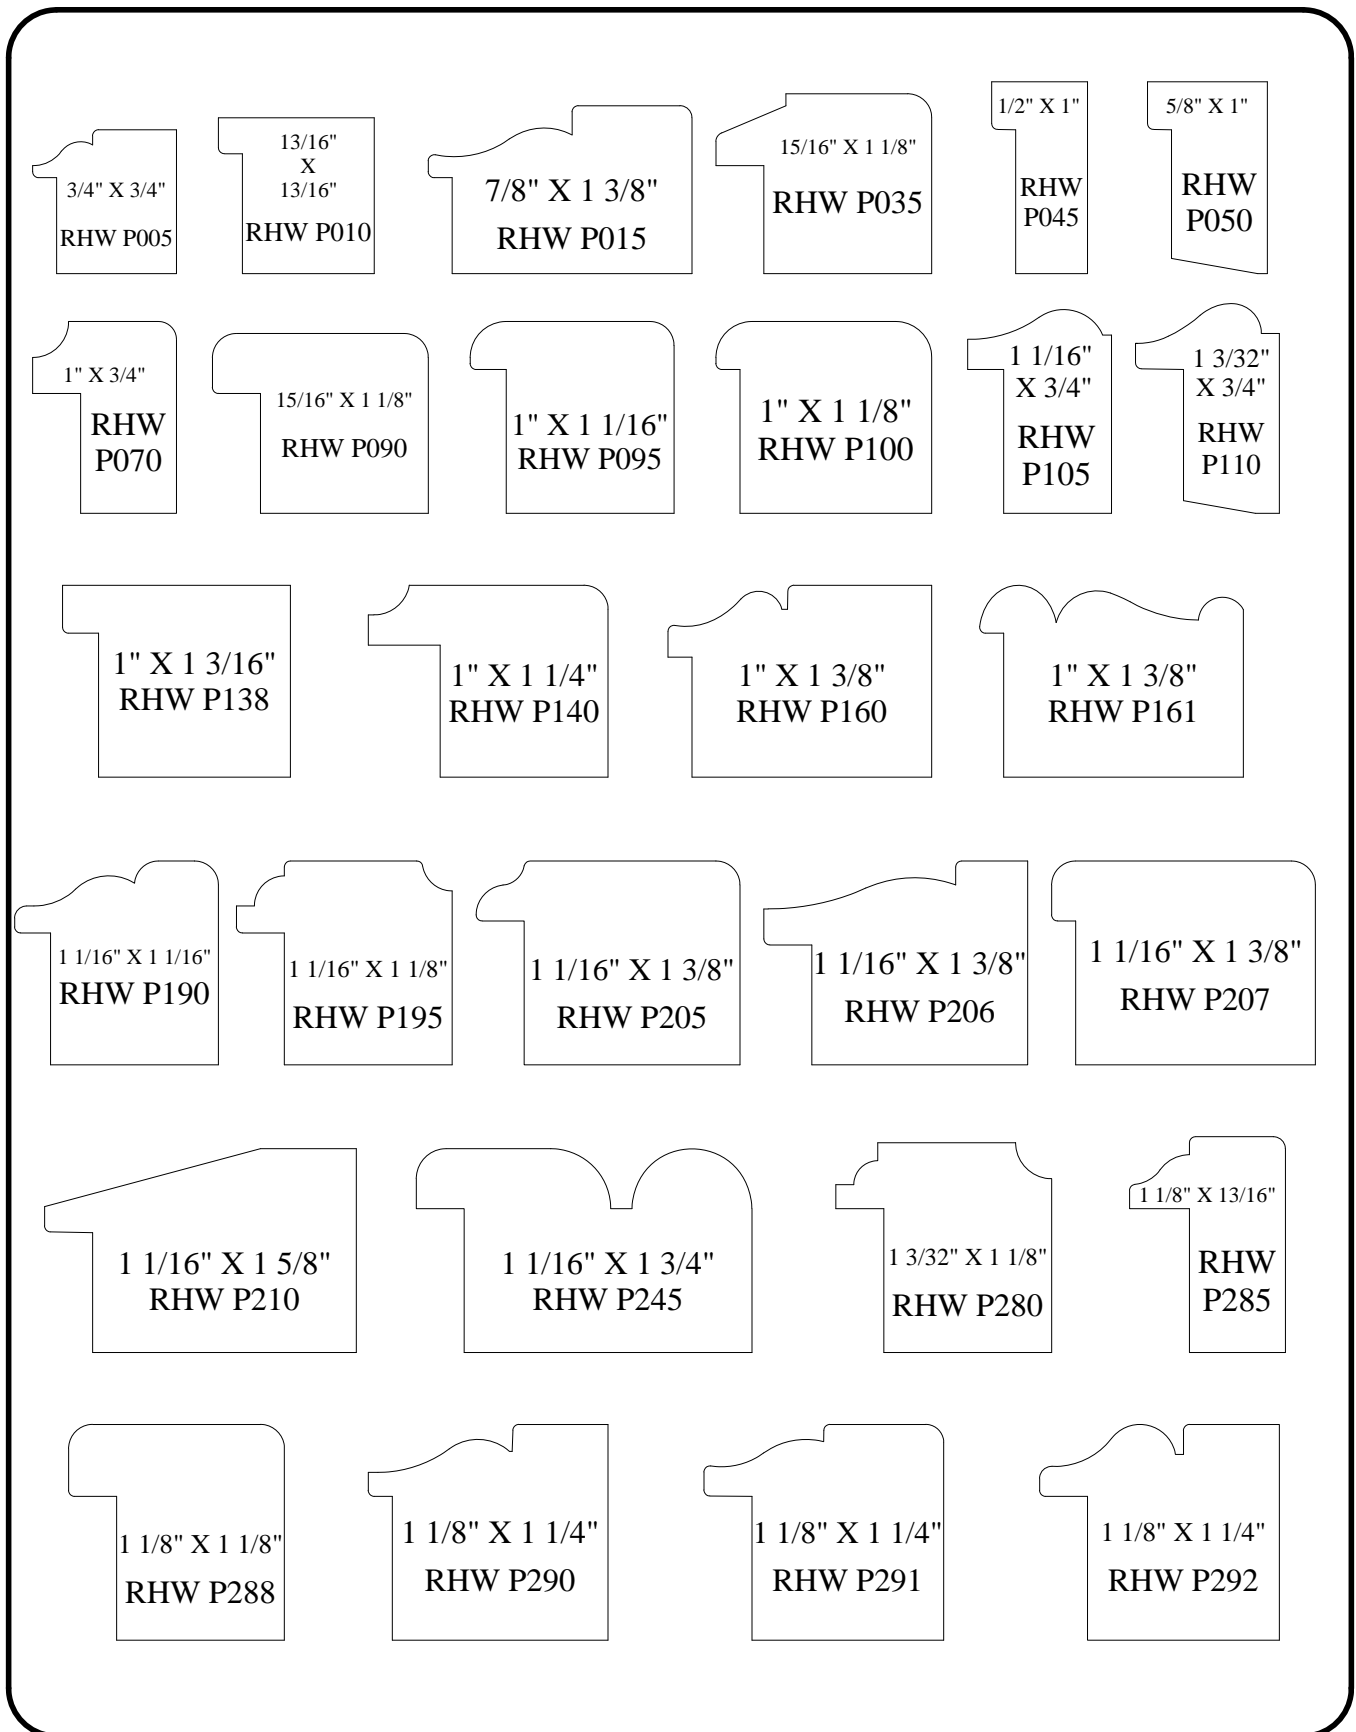 3/4" X 3/4"
RHW P005
13/16"
X
13/16"
RHW P010
7/8" X 1 3/8"
RHW P015
15/16" X 1 1/8"
RHW P035
1/2" X 1"
RHW
P045
5/8" X 1"
RHW
P050
1" X 3/4"
RHW
P070
15/16" X 1 1/8"
RHW P090
1" X 1 1/16"
RHW P095
1" X 1 1/8"
RHW P100
1 1/16"
X 3/4"
RHW
P105
1 3/32"
X 3/4"
RHW
P110
1" X 1 3/16"
RHW P138
1" X 1 1/4"
RHW P140
1" X 1 3/8"
RHW P160
1" X 1 3/8"
RHW P161
1 1/16" X 1 1/16"
RHW P190
1 1/16" X 1 1/8"
RHW P195
1 1/16" X 1 3/8"
RHW P205
1 1/16" X 1 3/8"
RHW P206
1 1/16" X 1 3/8"
RHW P207
1 1/16" X 1 5/8"
RHW P210
1 1/16" X 1 3/4"
RHW P245
1 3/32" X 1 1/8"
RHW P280
1 1/8" X 13/16"
RHW
P285
1 1/8" X 1 1/8"
RHW P288
1 1/8" X 1 1/4"
RHW P290
1 1/8" X 1 1/4"
RHW P291
1 1/8" X 1 1/4"
RHW P292